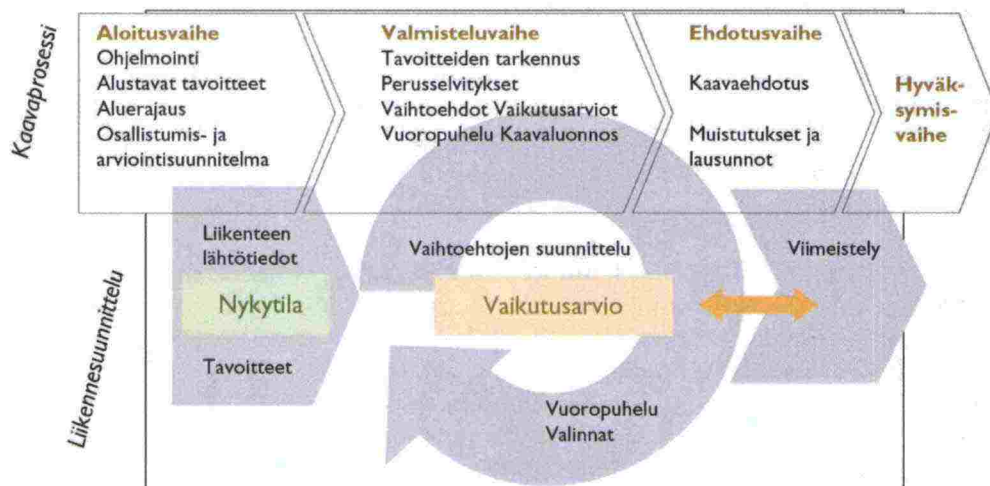 Kaavaprosessi
Aloitusvaihe
Ohjelmointi
Alustavat tavoitteet
Aluerajaus
Osallistumis- ja
arviointisuunnitelma
Valmisteluvaihe
Tavoitteiden tarkennus
Perusselvitykset
Vaihtoehdot Vaikutusarviot
Vuoropuhelu Kaavaluonnos
Ehdotusvaihe
Kaavaehdotus
Muistutukset ja
lausunnot
Hyväk-
symis-
vaihe
Liikennesuunnittelu
Liikenteen
lähtötiedot
Nykytila
Tavoitteet
Vaihtoehtojen suunnittelu
Vaikutusarvio
Vuoropuhelu
Valinnat
Viimeistely